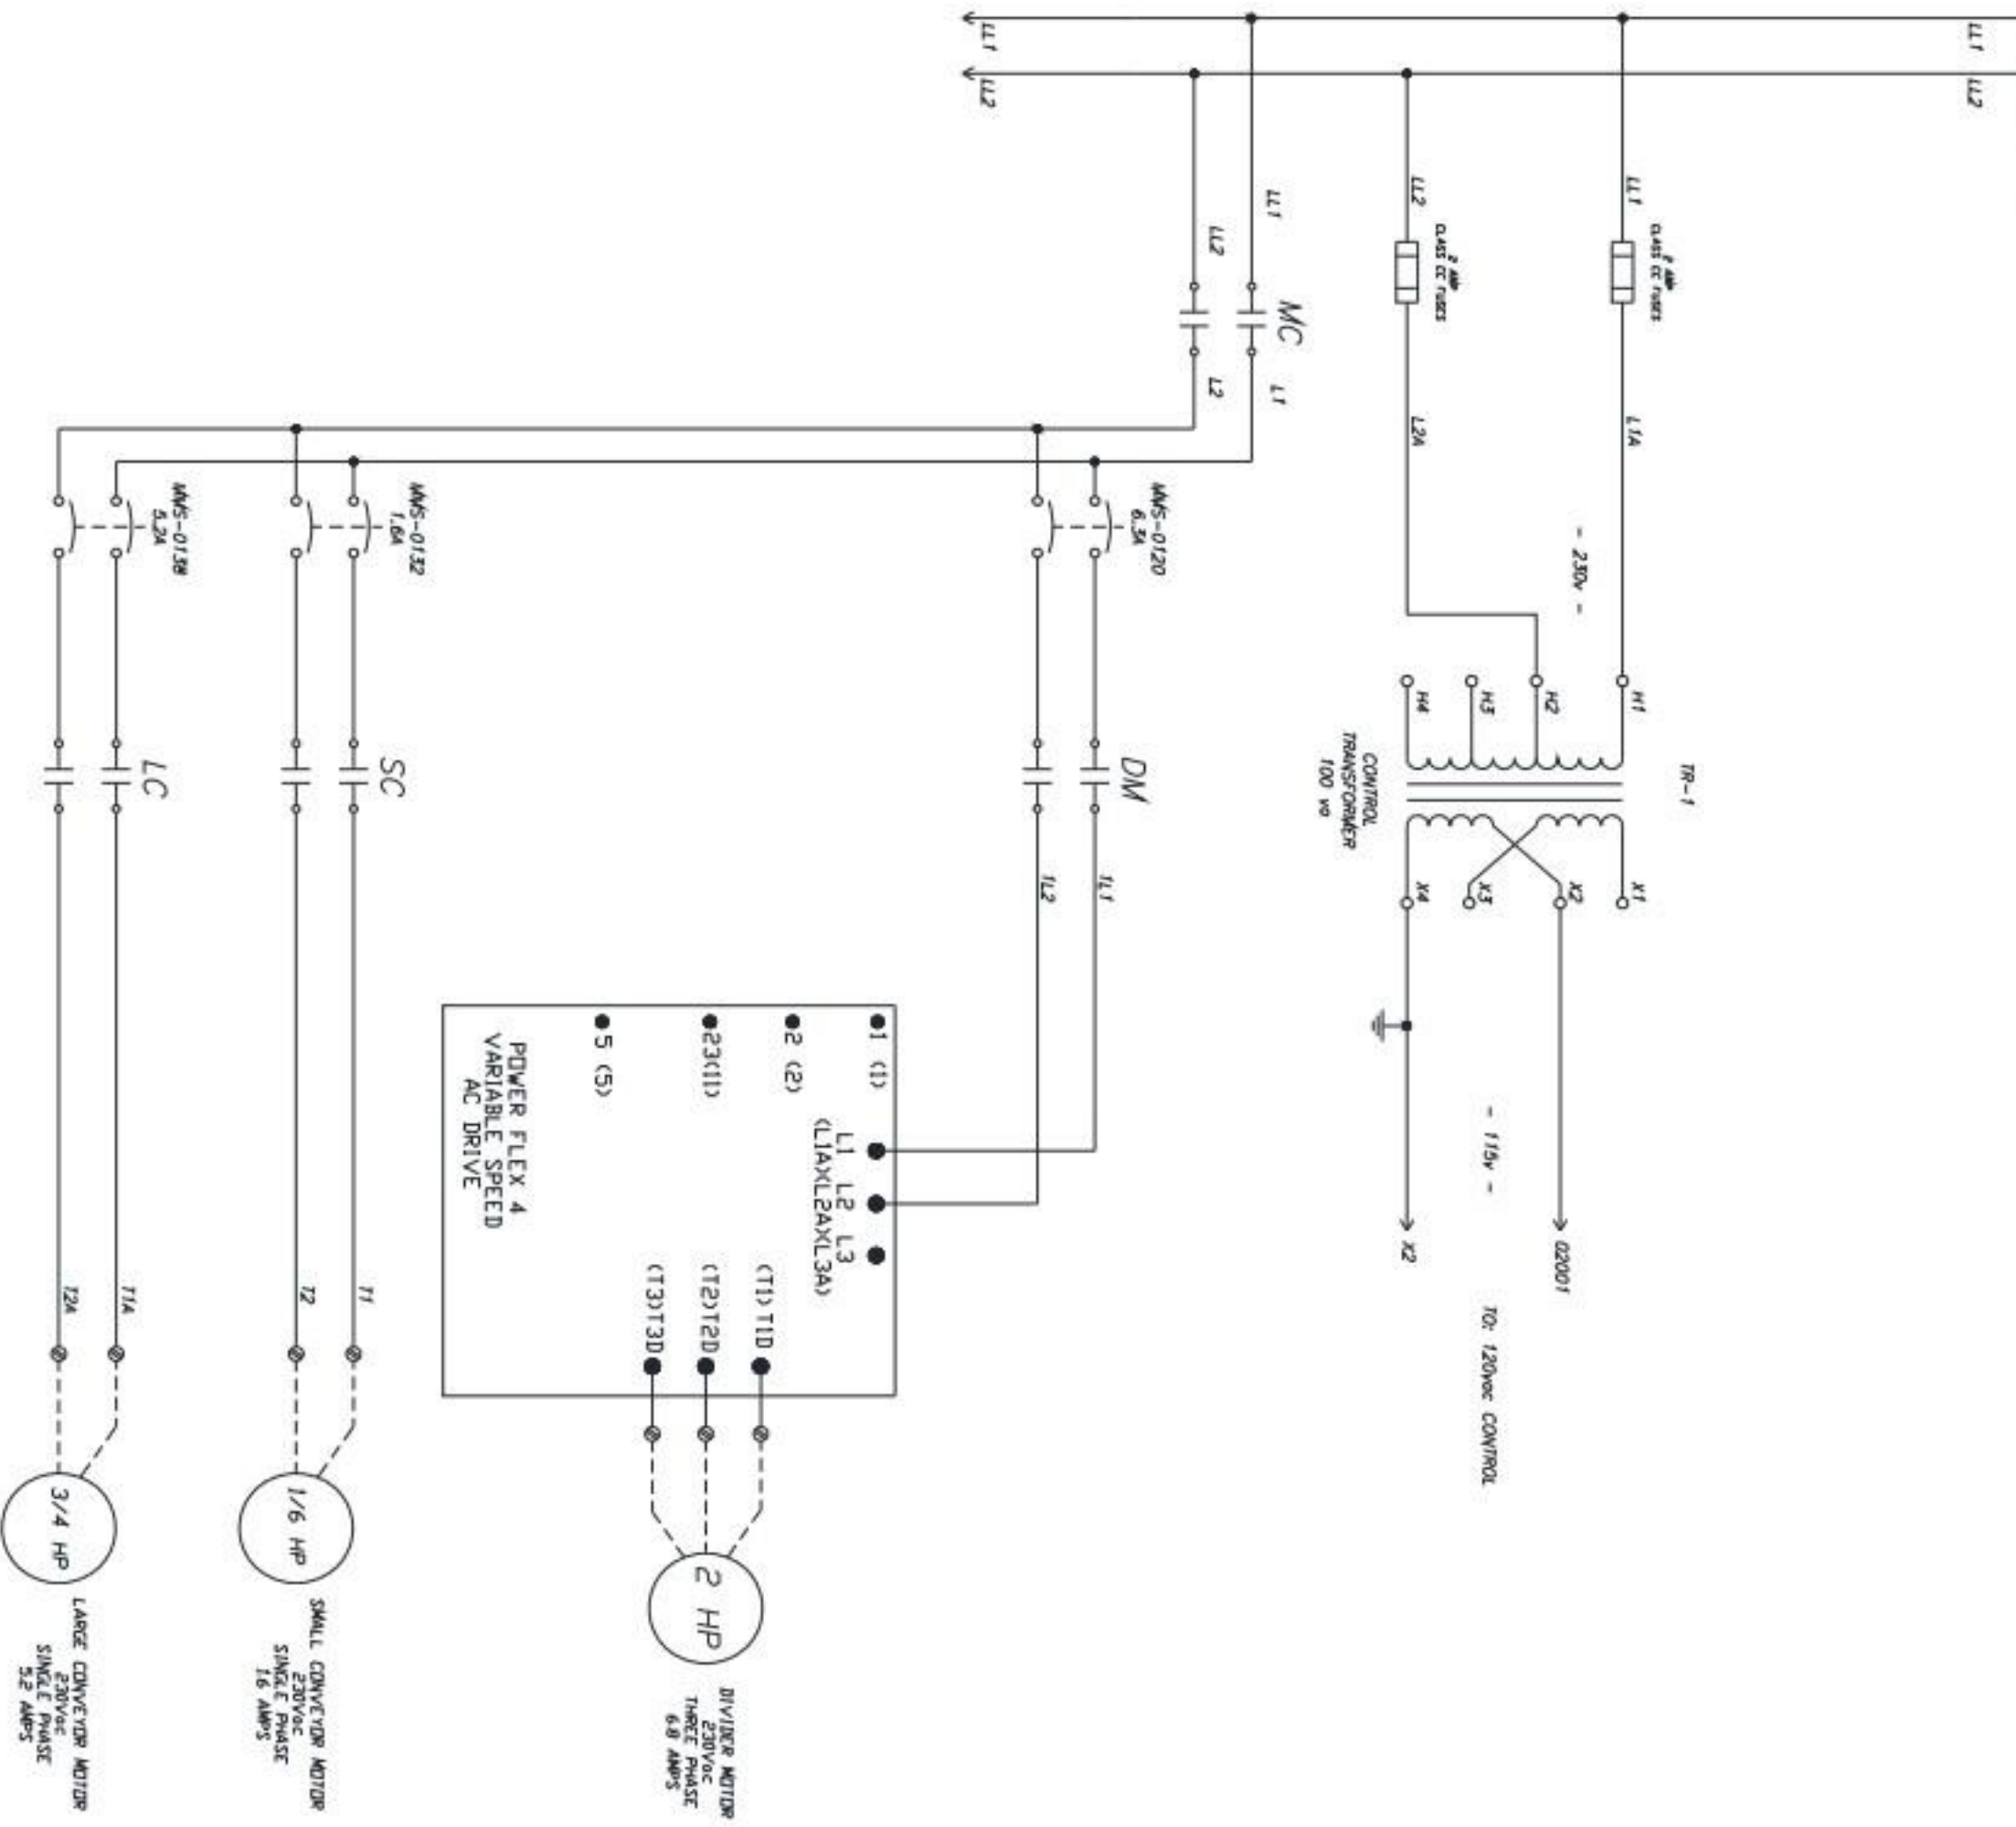 LL1
LL2
LL1
LL2
LL1
2 AMP
CLASS CC FUSES
L1A
- 230v -
LL2
2 AMP
CLASS CC FUSES
L2A
H1
H2
H3
H4
TR-1
CONTROL
TRANSFORMER
100 va
X1
X2
X3
X4
- 115v -
02001
X2
TO: 120vac CONTROL
LL1
LL2
MC
L1
L2
MMS-0120
6.3A
DM
1L1
1L2
1 (1)
2 (2)
23(11)
5 (5)
L1 L2 L3
(L1A)(L2A)(L3A)
(T1)T1D
(T2)T2D
(T3)T3D
POWER FLEX 4
VARIABLE SPEED
AC DRIVE
2 HP
DIVIDER MOTOR
230Vac
THREE PHASE
6.8 AMPS
MMS-0132
1.6A
SC
T1
T2
1/6 HP
SMALL CONVEYOR MOTOR
230Vac
SINGLE PHASE
1.6 AMPS
MMS-0138
5.2A
LC
T1A
T2A
3/4 HP
LARGE CONVEYOR MOTOR
230Vac
SINGLE PHASE
5.2 AMPS